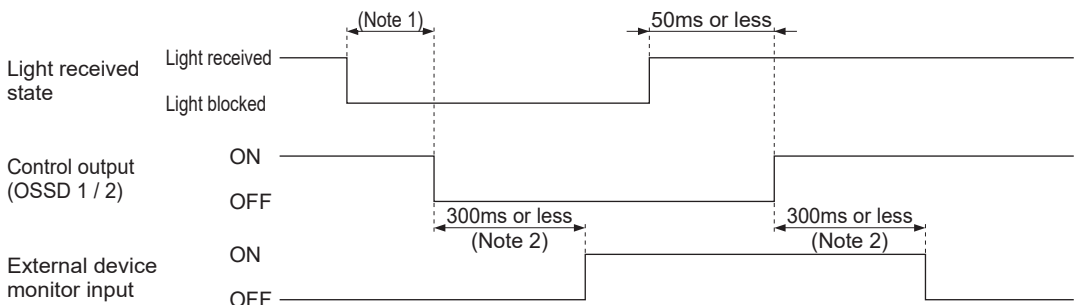 (Note 1)
50ms or less
Light received
state
Light received
Light blocked
Control output
(OSSD 1 / 2)
ON
OFF
300ms or less
(Note 2)
300ms or less
(Note 2)
External device
monitor input
ON
OFF